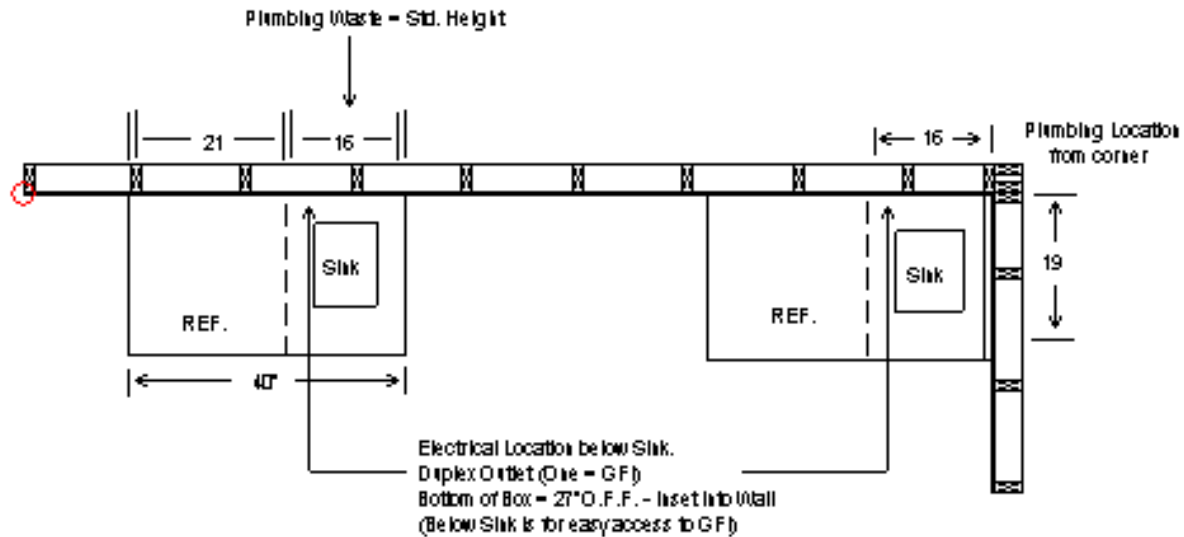 Plumbing Waste = Std. Height
21
16
16
Plumbing Location
from corner
Sink
REF.
40"
Sink
REF.
19
Electrical Location below Sink.
Duplex Outlet (One = GFI)
Bottom of Box = 27" O.F.F. - Inset into Wall
(Below Sink is for easy access to GFI)